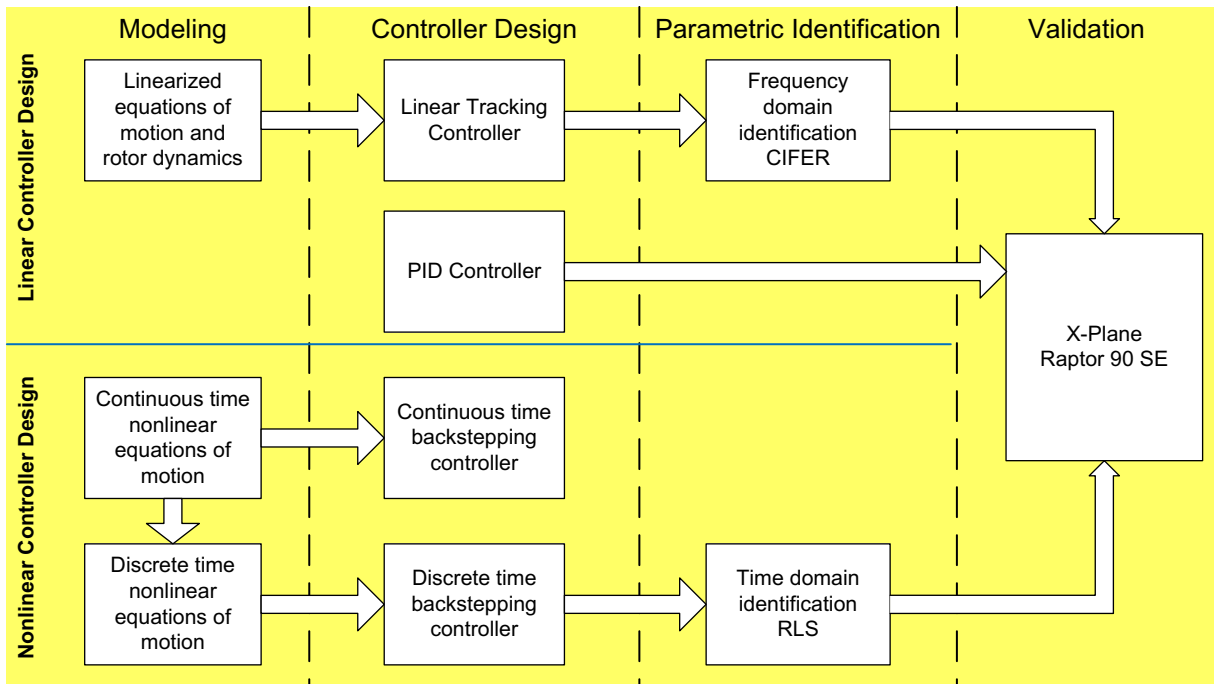 Modeling
Controller Design
Parametric Identification
Validation
Linear Controller Design
Linearized
equations of
motion and
rotor dynamics
Linear Tracking
Controller
Frequency
domain
identification
CIFER
PID Controller
X-Plane
Raptor 90 SE
Nonlinear Controller Design
Continuous time
nonlinear
equations of
motion
Continuous time
backstepping
controller
Discrete time
nonlinear
equations of
motion
Discrete time
backstepping
controller
Time domain
identification
RLS